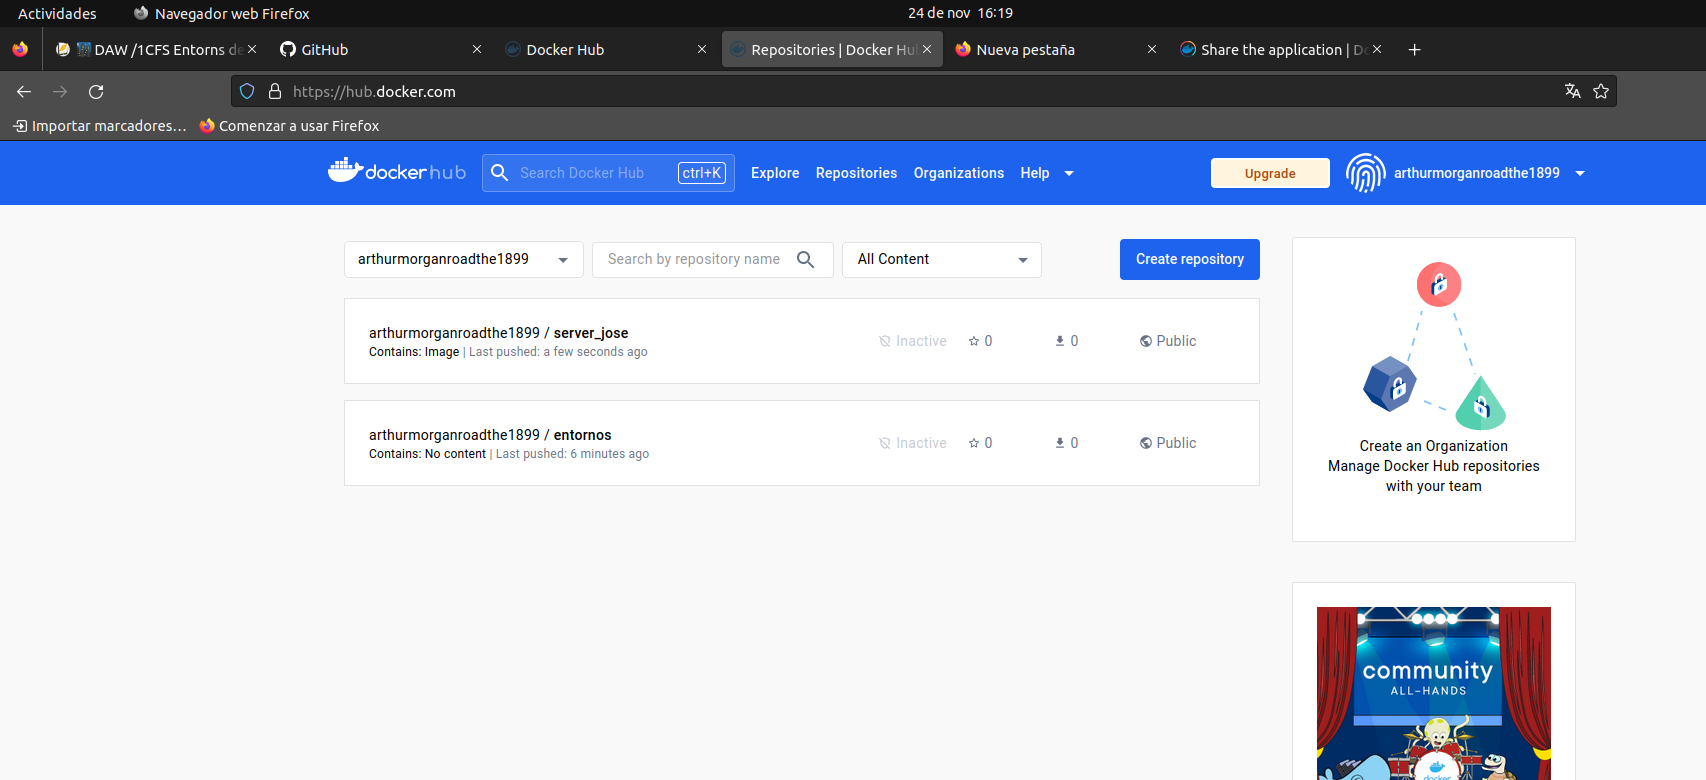 Actividades
Navegador web Firefox
24 de nov 16:19
DAW /1CFS Entorns de
GitHub
Docker Hub
Repositories | Docker Hub
Nueva pestaña
Share the application | Do
https://hub.docker.com
Importar marcadores...
Comenzar a usar Firefox
docker hub
Search Docker Hub
ctrl+K
Explore
Repositories
Organizations
Help
Upgrade
arthurmorganroadthe1899
arthurmorganroadthe1899
Search by repository name
All Content
Create repository
arthurmorganroadthe1899 / server_jose
Contains: Image | Last pushed: a few seconds ago
Inactive
0
0
Public
arthurmorganroadthe1899 / entornos
Contains: No content | Last pushed: 6 minutes ago
Inactive
0
0
Public
Create an Organization
Manage Docker Hub repositories
with your team
community
ALL-HANDS
docker